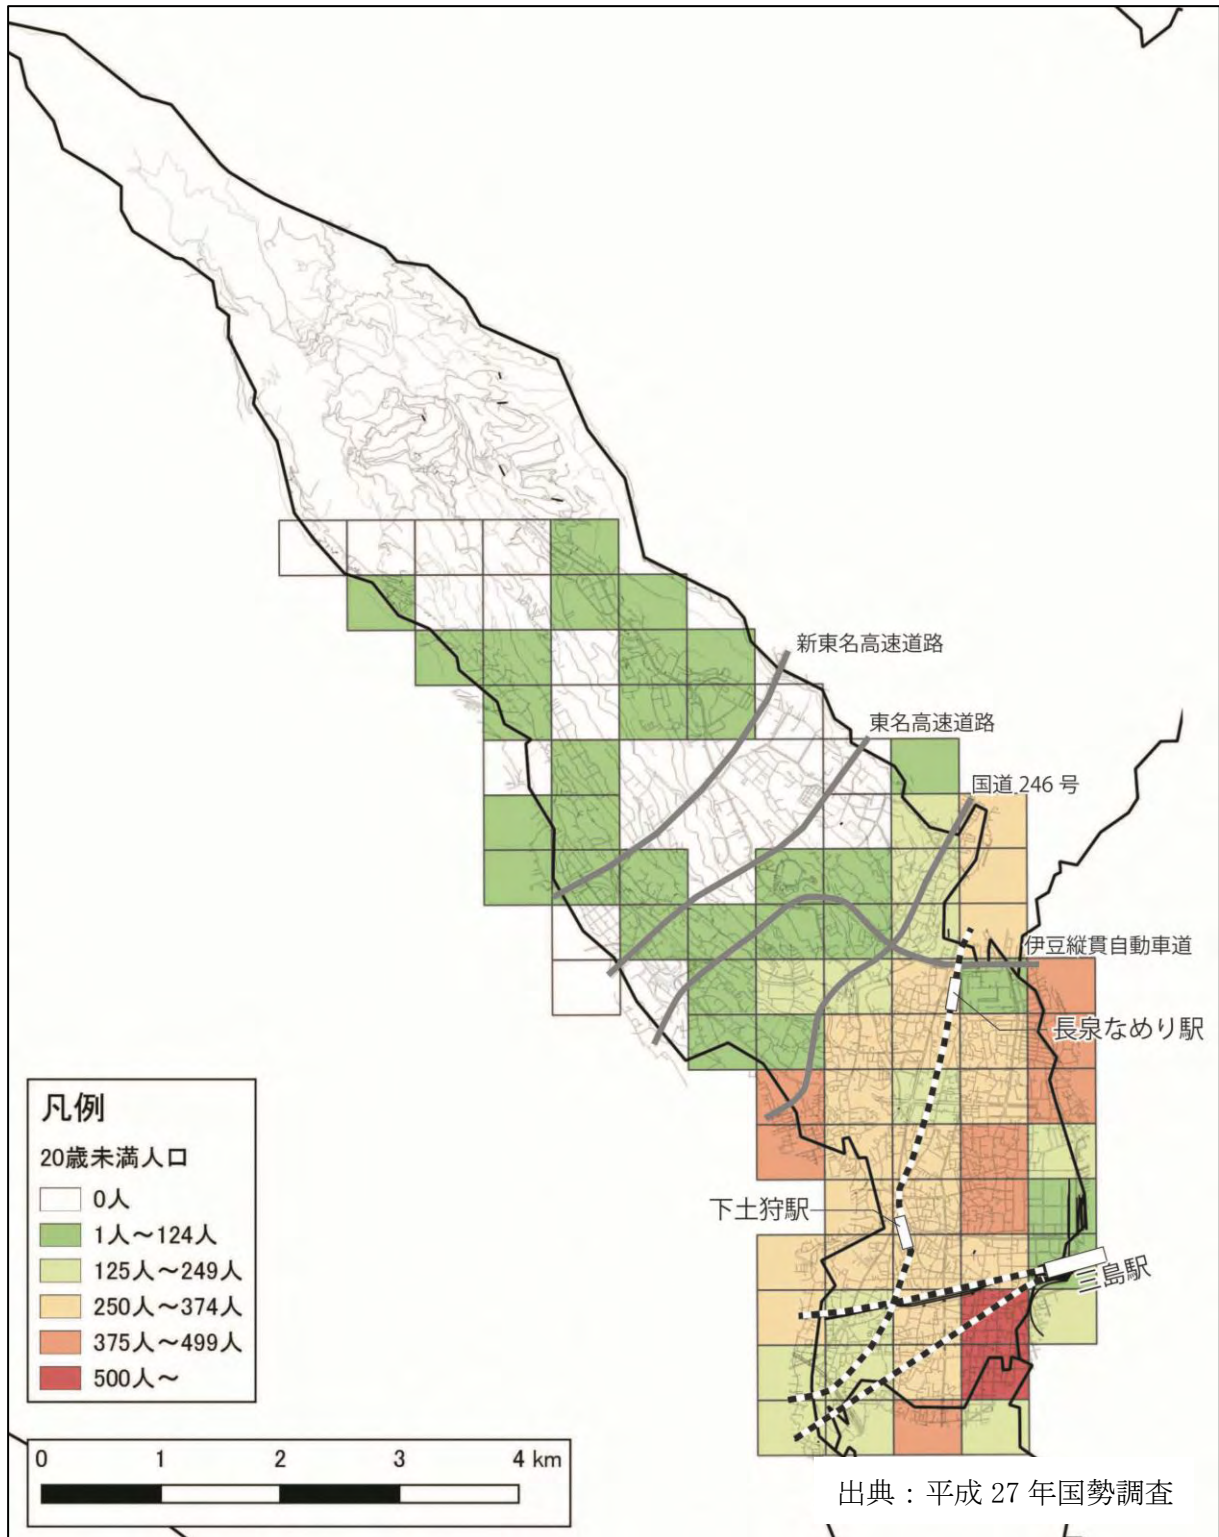 新東名高速道路
東名高速道路
国道 246 号
伊豆縦貫自動車道
長泉なめり駅
下土狩駅
三島駅
凡例
20歳未満人口
0人
1人～124人
125人～249人
250人～374人
375人～499人
500人～
0 1 2 3 4 km
出典：平成 27 年国勢調査